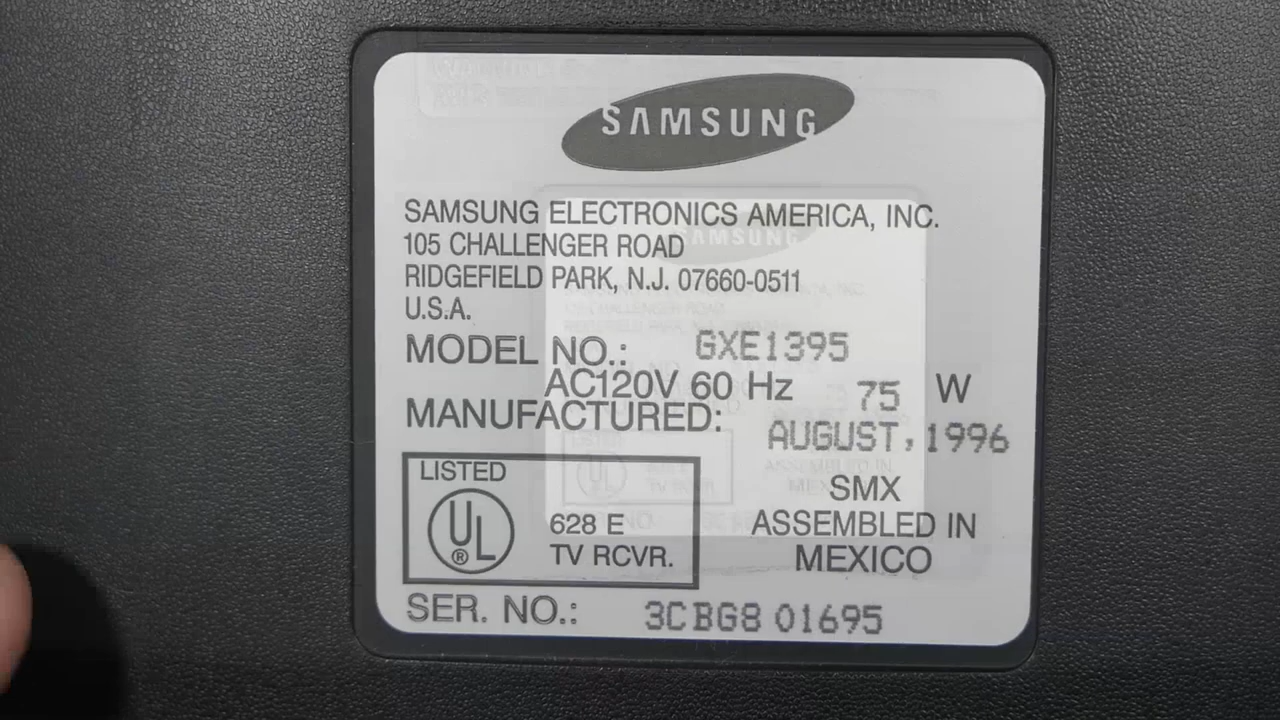 SAMSUNG
SAMSUNG ELECTRONICS AMERICA, INC.
105 CHALLENGER ROAD
RIDGEFIELD PARK, N.J. 07660-0511
U.S.A.
MODEL NO.: GXE1395
AC120V 60 Hz 75 W
MANUFACTURED: AUGUST, 1996
LISTED
UL
®
628 E
TV RCVR.
SMX
ASSEMBLED IN
MEXICO
SER. NO.: 3CBG8 01695
SAMSUNG